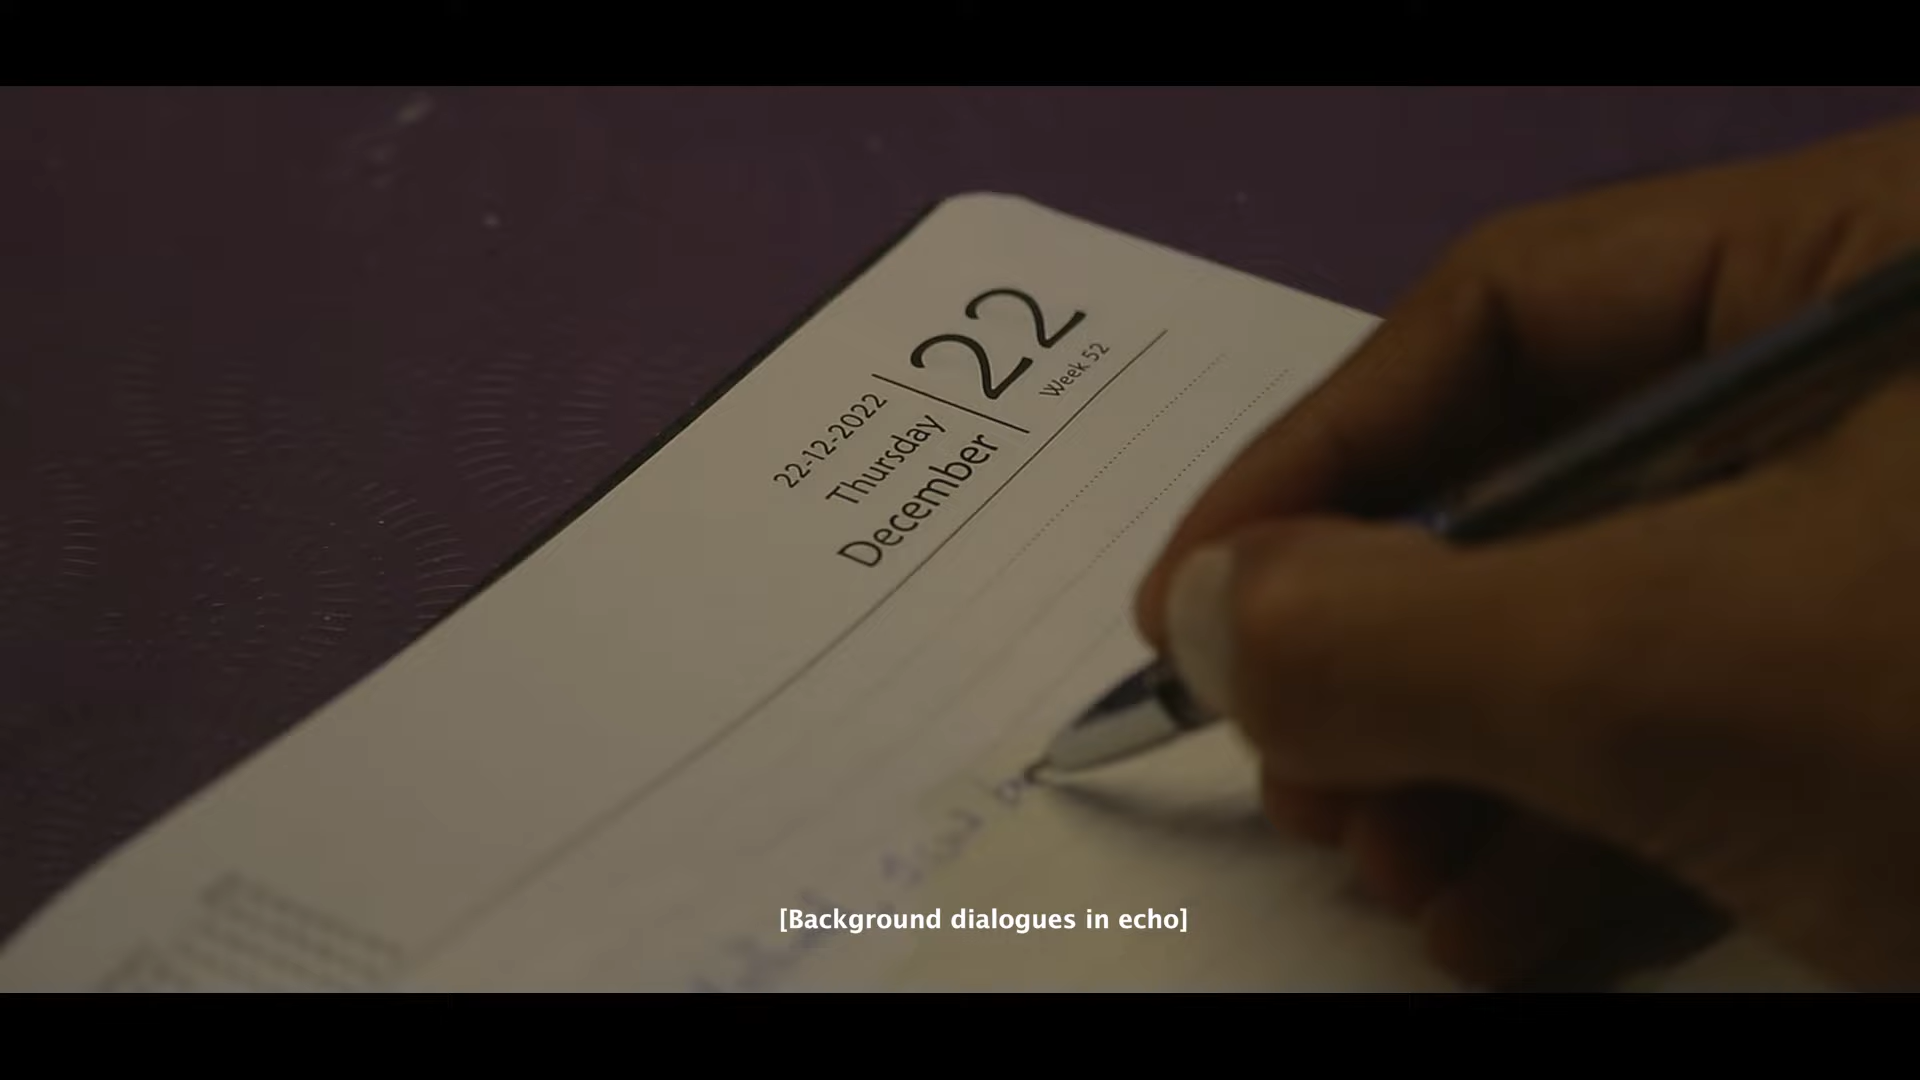 22-12-2022
Thursday
December
22
Week 52
[Background dialogues in echo]